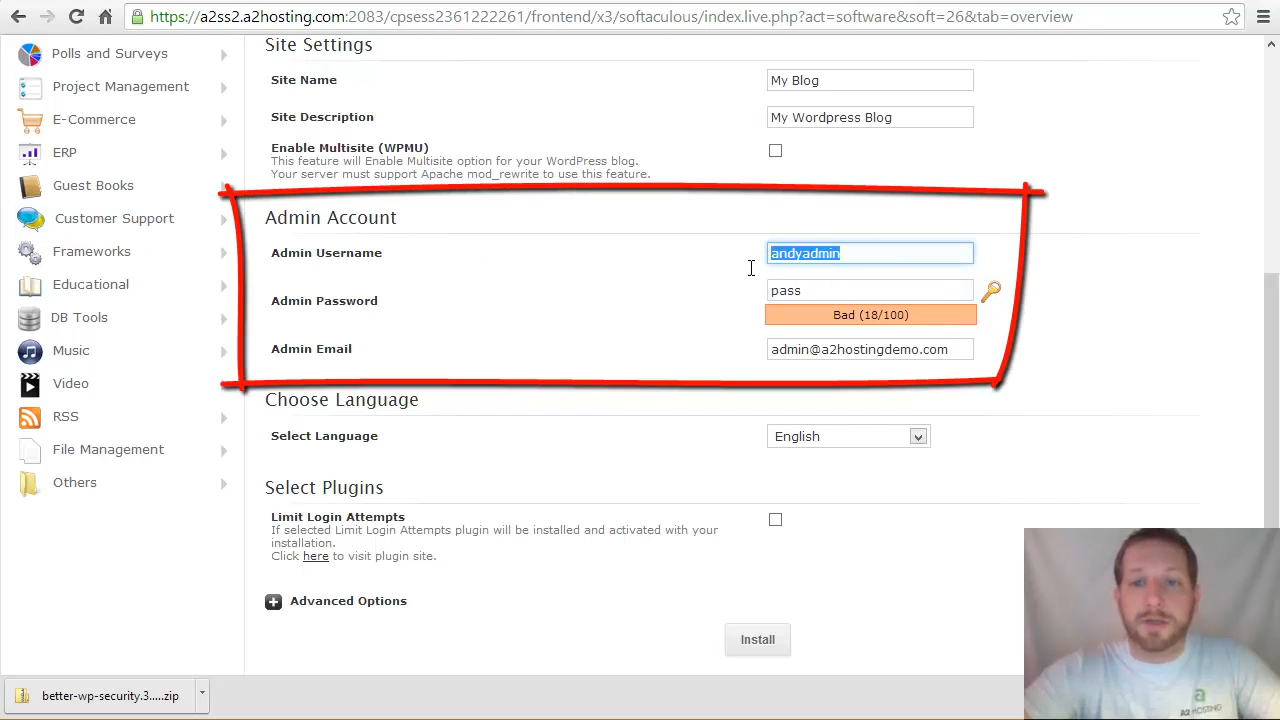 https://a2ss2.a2hosting.com:2083/cpsess2361222261/frontend/x3/softaculous/index.live.php?act=software&soft=26&tab=overview
Polls and Surveys
Project Management
E-Commerce
ERP
Guest Books
Customer Support
Frameworks
Educational
DB Tools
Music
Video
RSS
File Management
Others
Site Settings
Site Name
My Blog
Site Description
My Wordpress Blog
Enable Multisite (WPMU)
This feature will Enable Multisite option for your WordPress blog.
Your server must support Apache mod_rewrite to use this feature.
Admin Account
Admin Username
andyadmin
Admin Password
pass
Bad (18/100)
Admin Email
admin@a2hostingdemo.com
Choose Language
Select Language
English
Select Plugins
Limit Login Attempts
If selected Limit Login Attempts plugin will be installed and activated with your
installation.
Click here to visit plugin site.
Advanced Options
Install
better-wp-security.3.....zip
A2 HOSTING